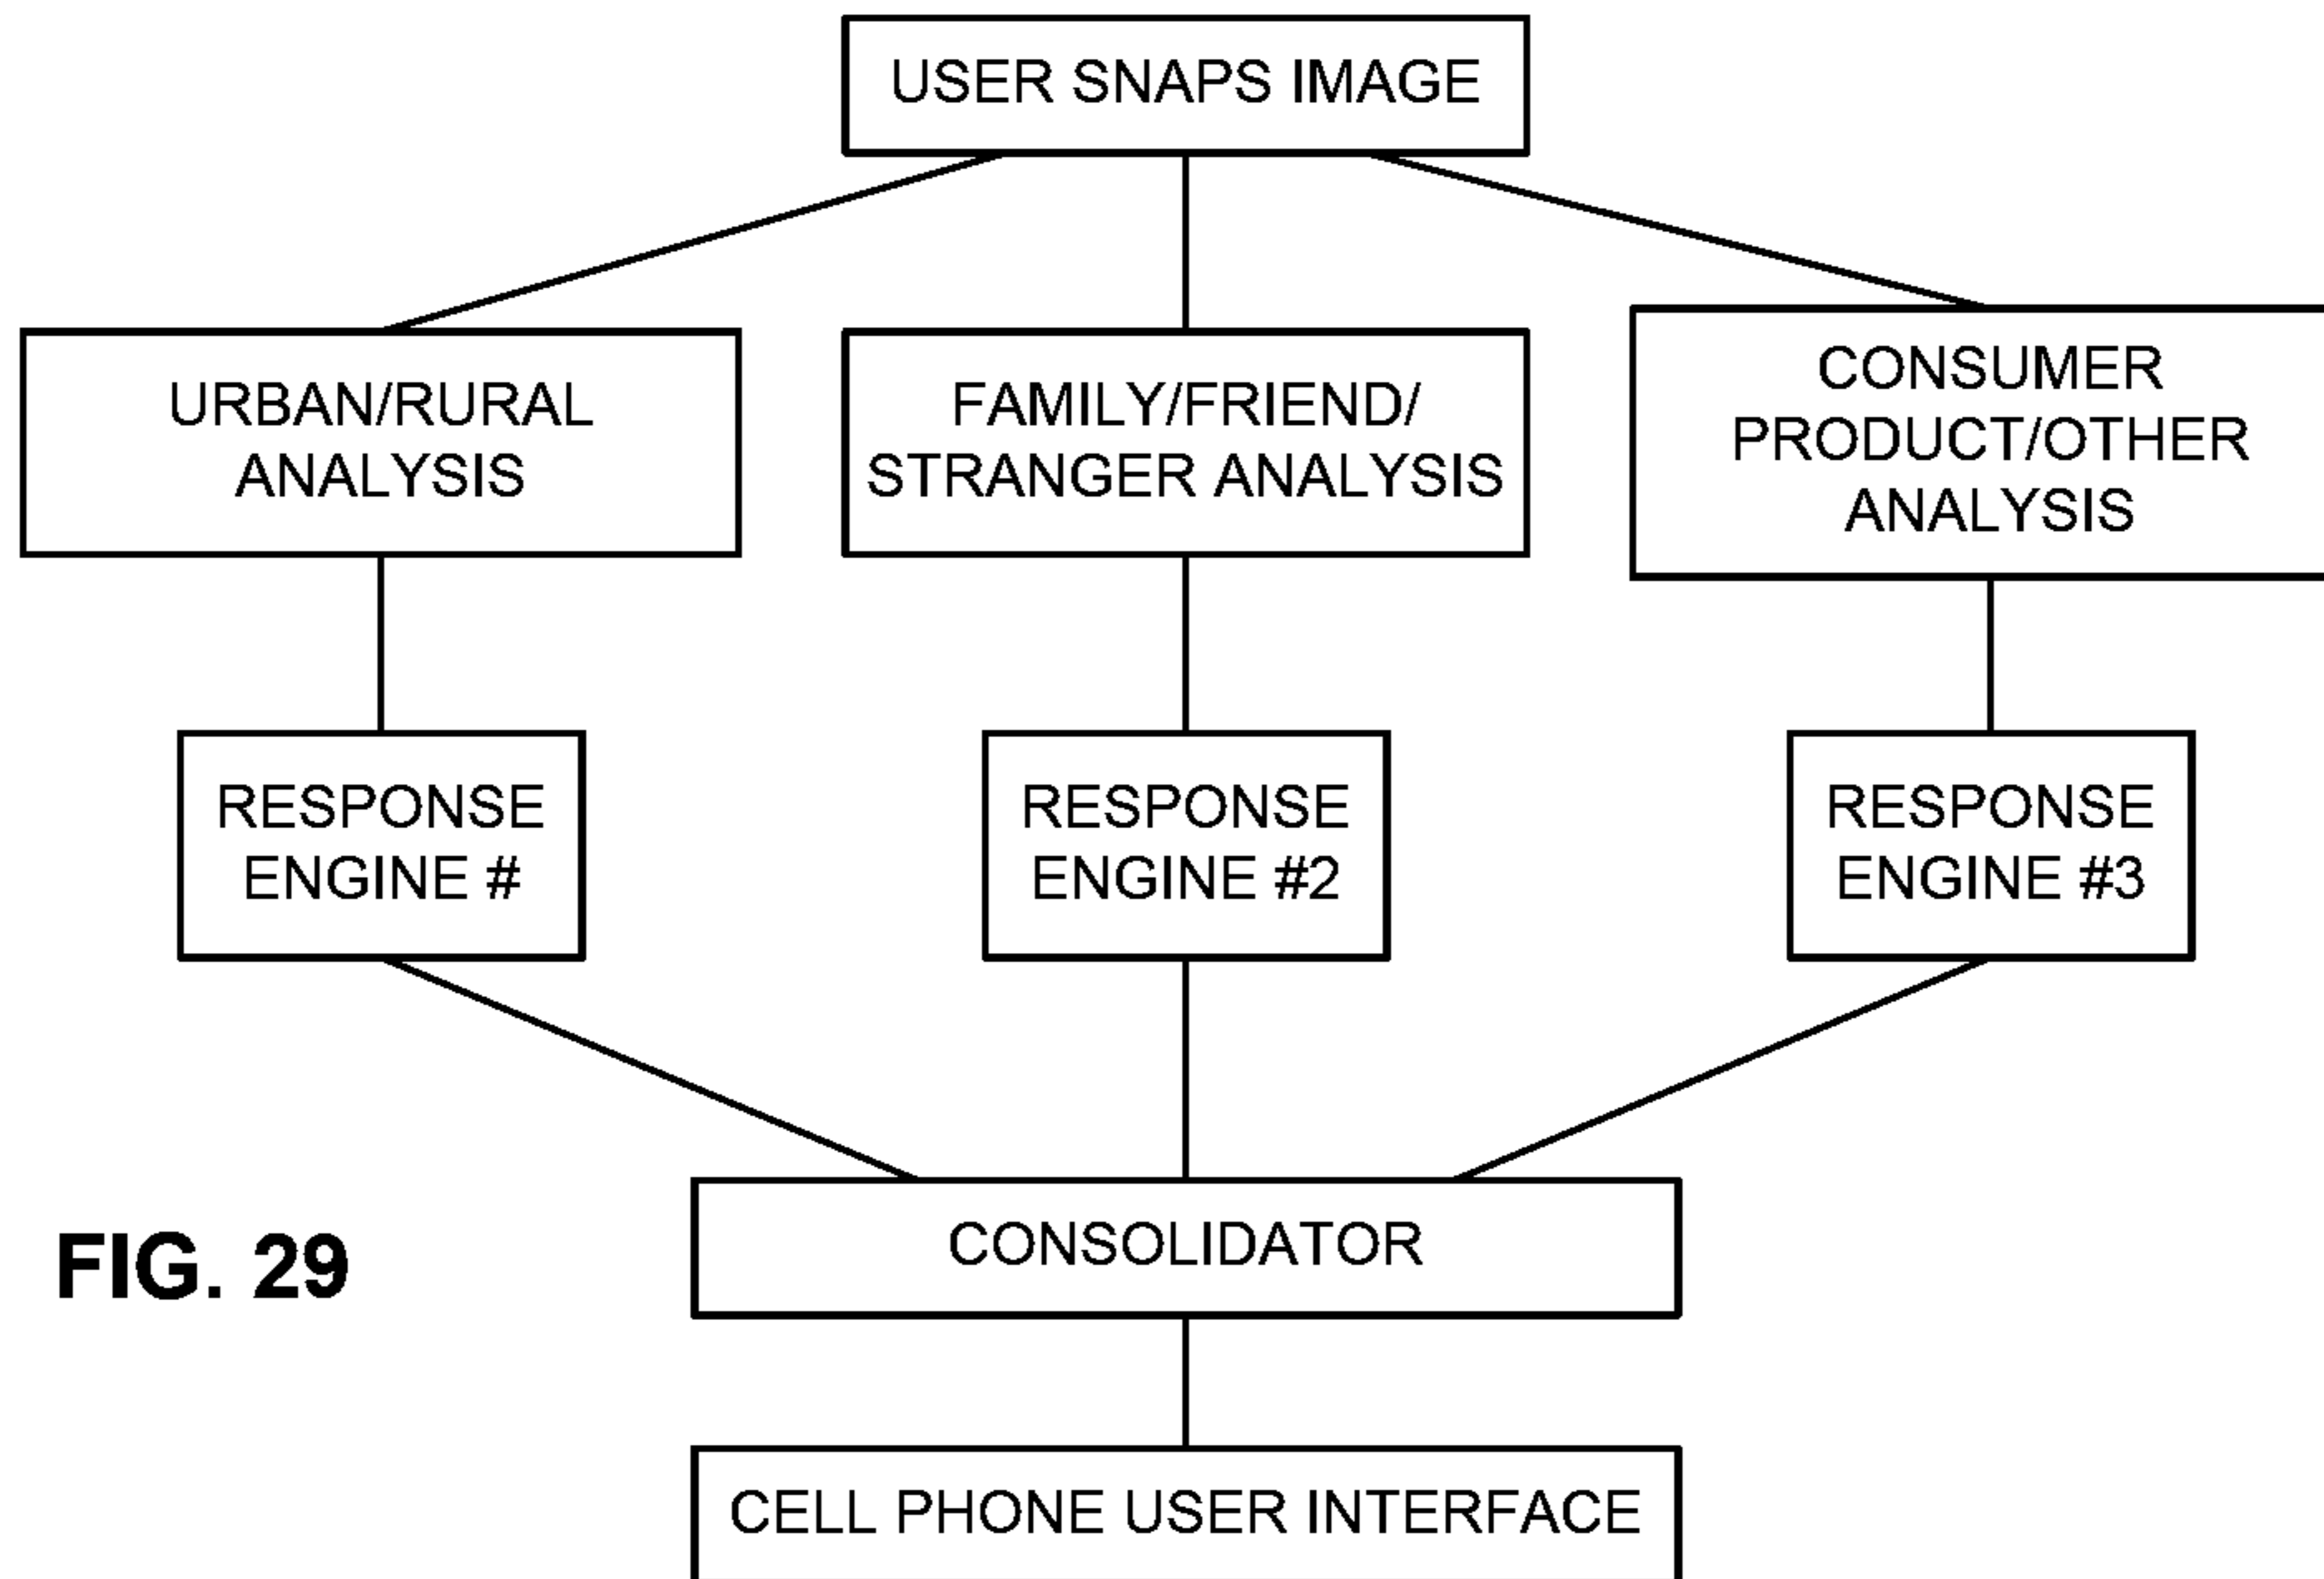 USER SNAPS IMAGE
URBAN/RURAL
ANALYSIS
FAMILY/FRIEND/
STRANGER ANALYSIS
CONSUMER
PRODUCT/OTHER
ANALYSIS
RESPONSE
ENGINE #
RESPONSE
ENGINE #2
RESPONSE
ENGINE #3
CONSOLIDATOR
FIG. 29
CELL PHONE USER INTERFACE